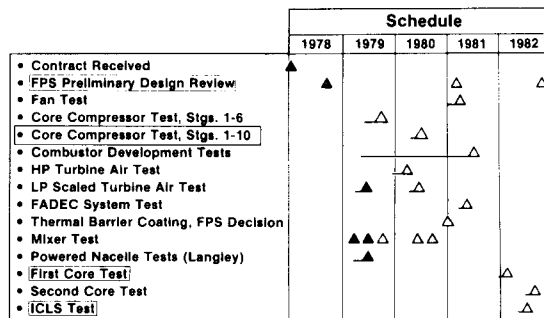 Schedule
1978 1979 1980 1981 1982
• Contract Received
• FPS Preliminary Design Review
• Fan Test
• Core Compressor Test, Stgs. 1-6
• Core Compressor Test, Stgs. 1-10
• Combustor Development Tests
• HP Turbine Air Test
• LP Scaled Turbine Air Test
• FADEC System Test
• Thermal Barrier Coating, FPS Decision
• Mixer Test
• Powered Nacelle Tests (Langley)
• First Core Test
• Second Core Test
• ICLS Test